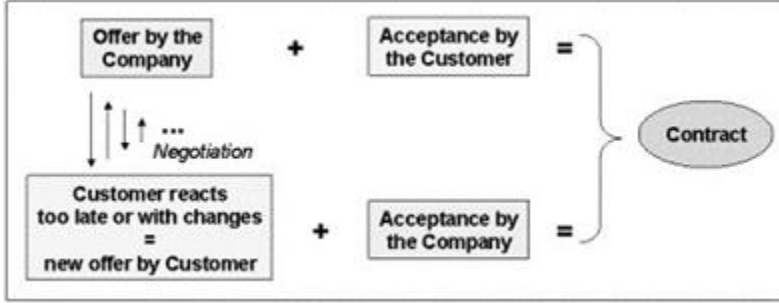 Offer by the
Company
+
Acceptance by
the Customer
=
...
Negotiation
Contract
Customer reacts
too late or with changes
=
new offer by Customer
+
Acceptance by
the Company
=